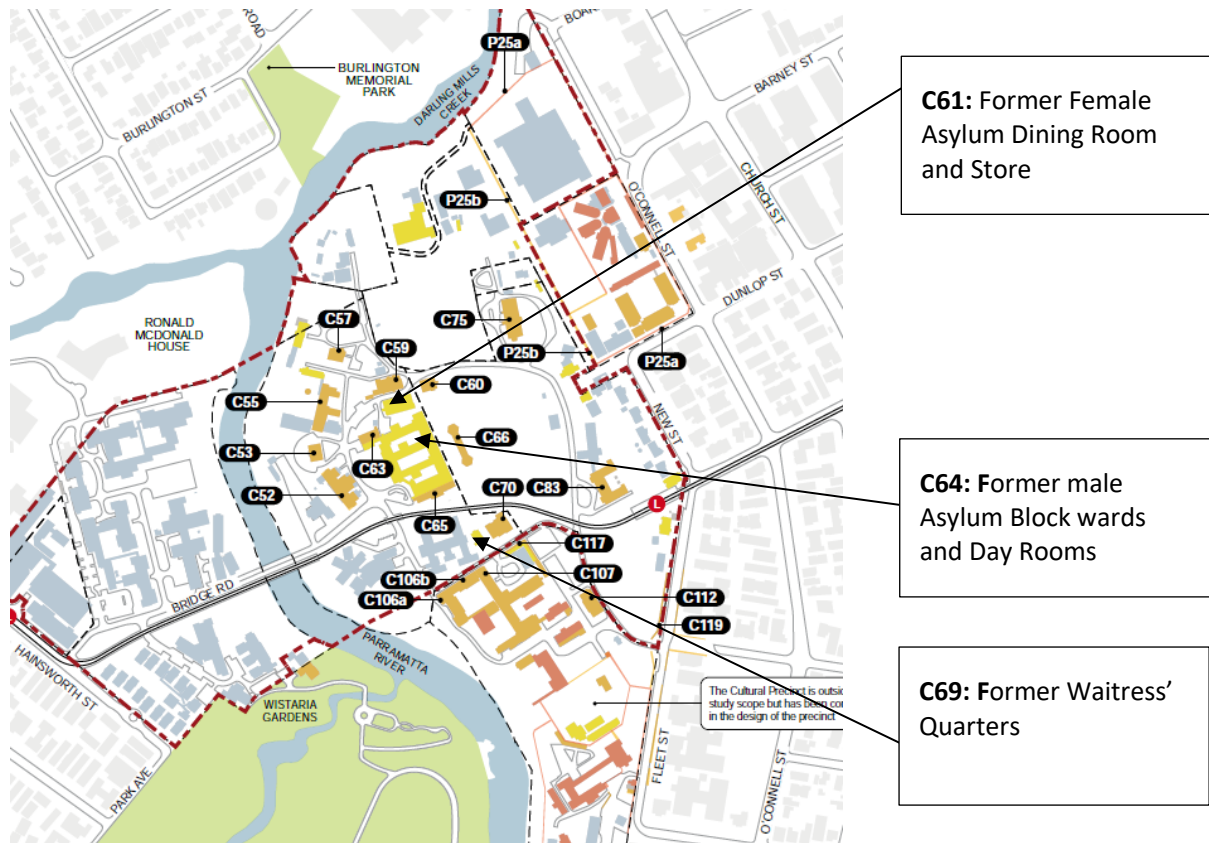 ROAD
BOAR
P25a
BURLINGTON
MEMORIAL
PARK
BARNEY ST
BURLINGTON ST
DARLING MILLS
CREEK
C61: Former Female
Asylum Dining Room
and Store
CHURCH ST
O'CONNELL ST
P25b
DUNLOP ST
RONALD
MCDONALD
HOUSE
C57
C75
C59
P25b
P25a
C60
C55
NEW ST
C66
C53
C63
C52
C70
C83
C65
L
C64: Former male
Asylum Block wards
and Day Rooms
C117
C106b
C107
BRIDGE RD
C106a
C112
C119
PARRAMATTA
RIVER
HAINSWORTH ST
WISTARIA
GARDENS
The Cultural Precinct is outsid
study scope but has been con
in the design of the precinct
C69: Former Waitress’
Quarters
PARK AVE
FLEET ST
O'CONNELL ST